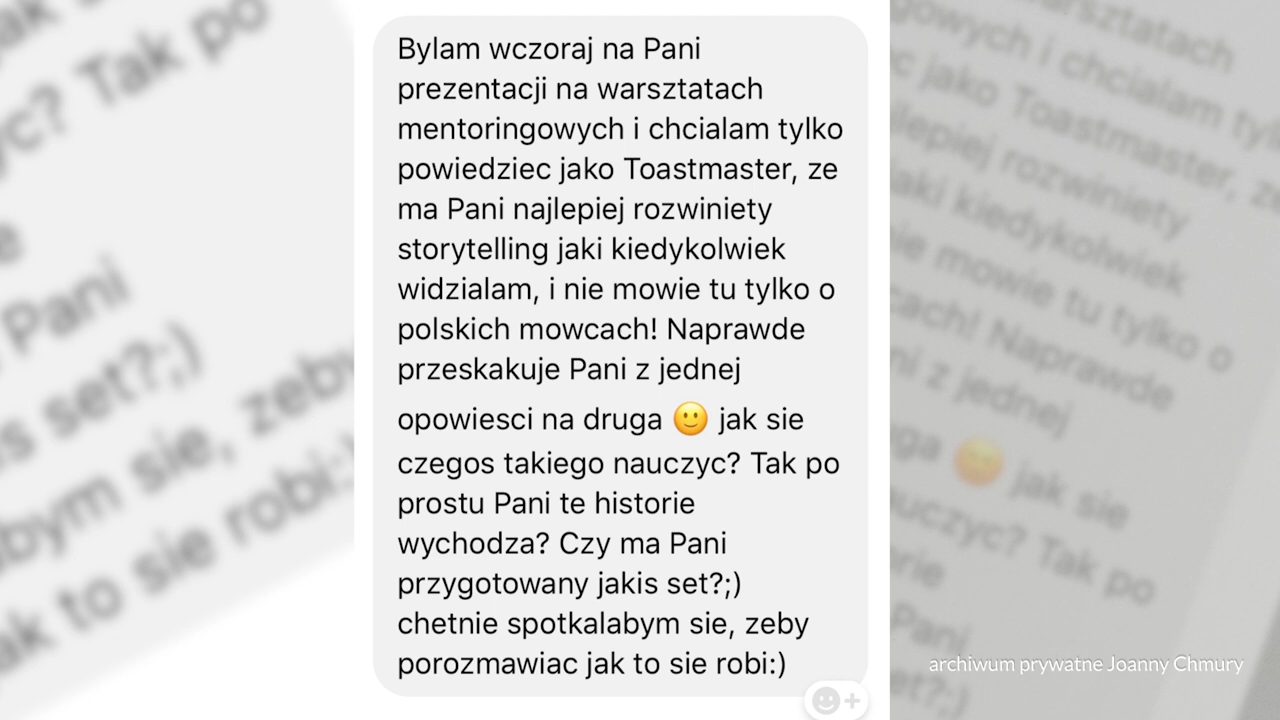 Bylam wczoraj na Pani
prezentacji na warsztatach
mentoringowych i chcialam tylko
powiedziec jako Toastmaster, ze
ma Pani najlepiej rozwiniety
storytelling jaki kiedykolwiek
widzialam, i nie mowie tu tylko o
polskich mowcach! Naprawde
przeskakuje Pani z jednej
opowiesci na druga 🙂 jak sie
czegos takiego nauczyc? Tak po
prostu Pani te historie
wychodza? Czy ma Pani
przygotowany jakis set?;)
chetnie spotkalabym sie, zeby
porozmawiac jak to sie robi:)
archiwum prywatne Joanny Chmury